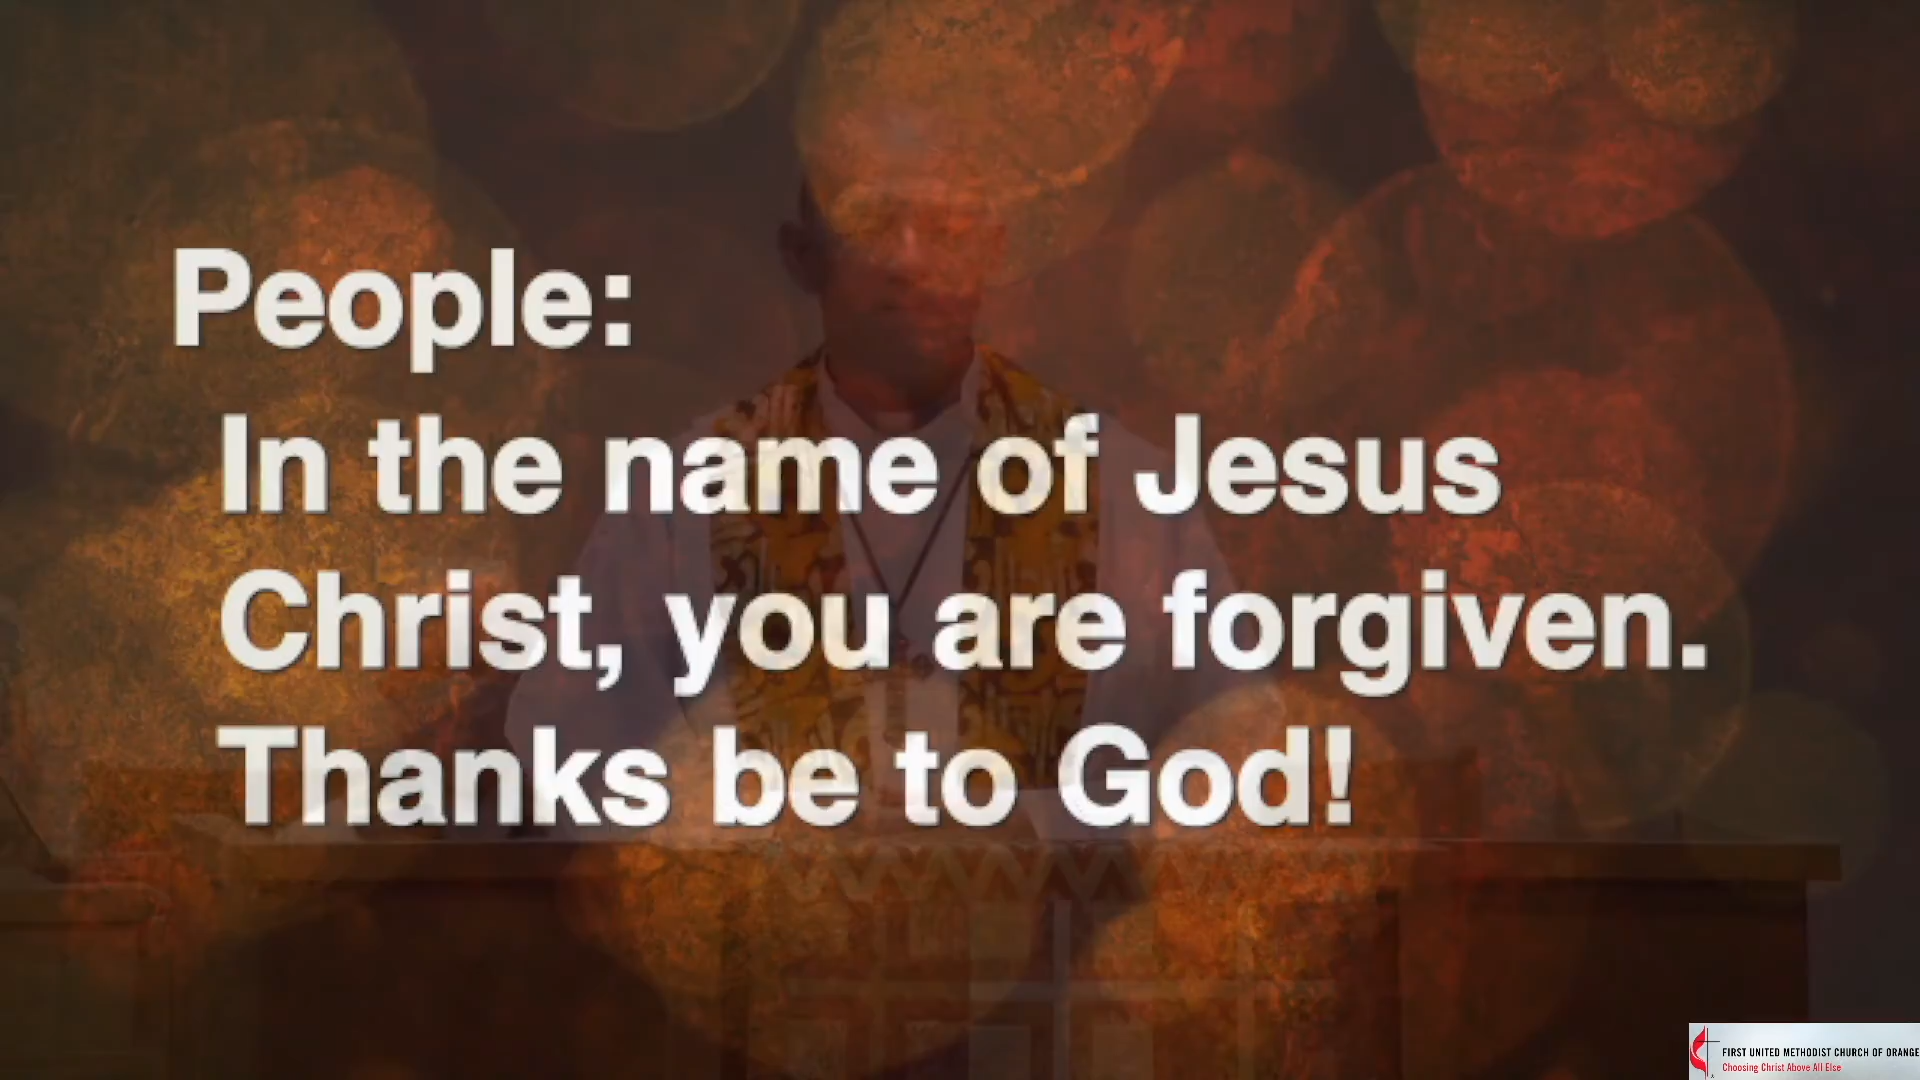 People:
In the name of Jesus
Christ, you are forgiven.
Thanks be to God!
FIRST UNITED METHODIST CHURCH OF ORANGE
Choosing Christ Above All Else